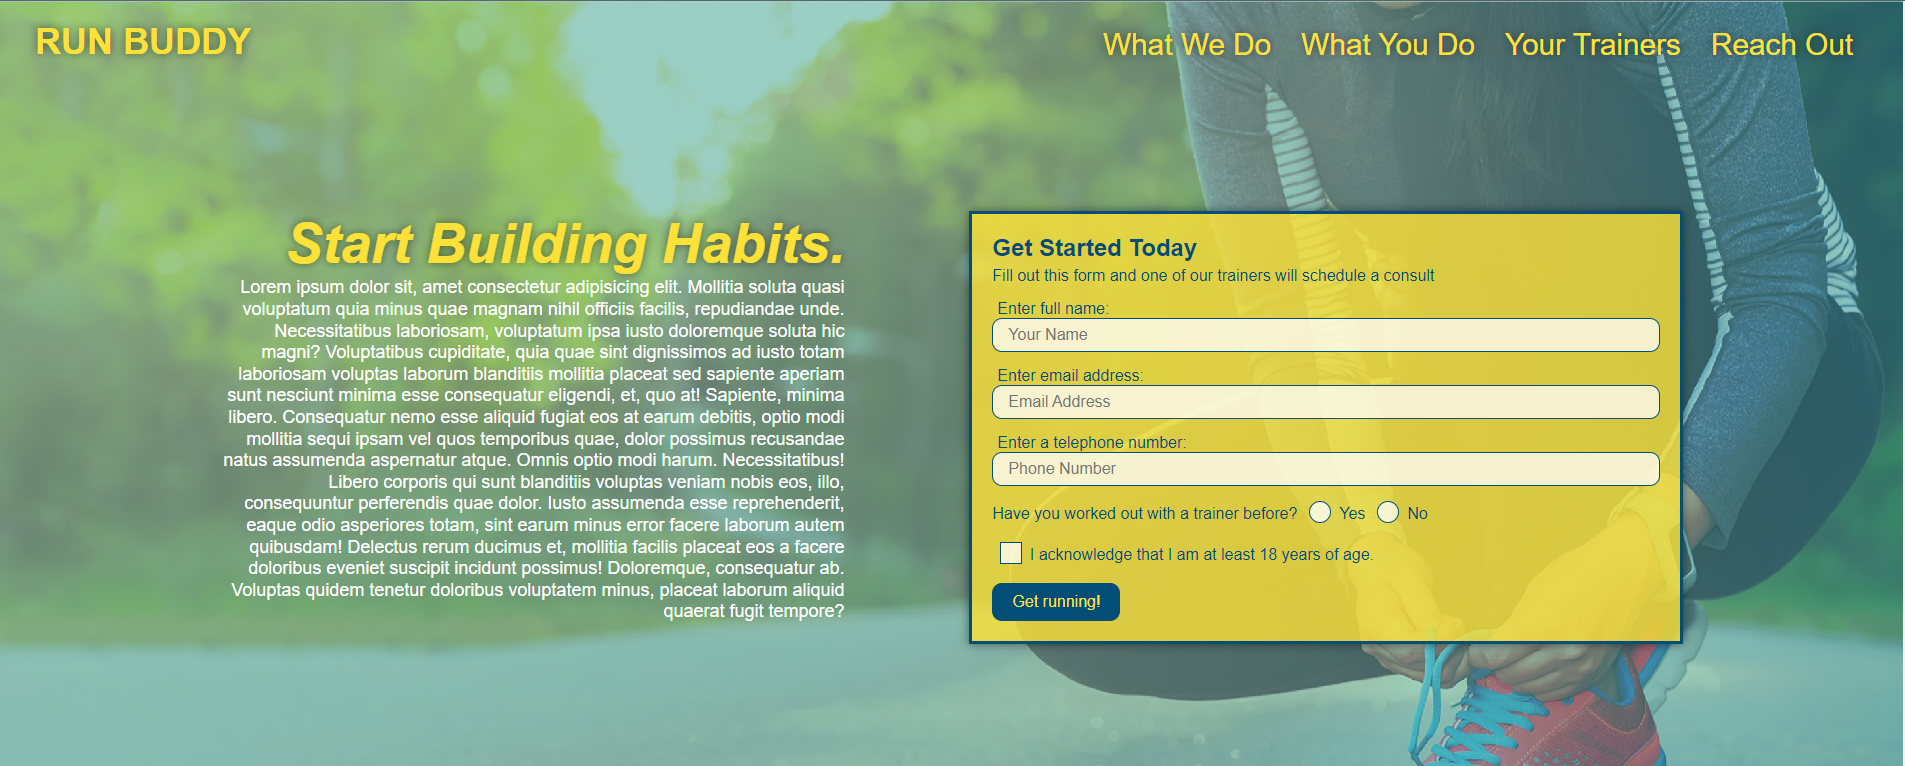 RUN BUDDY
What We Do What You Do Your Trainers Reach Out
Start Building Habits.
Lorem ipsum dolor sit, amet consectetur adipisicing elit. Mollitia soluta quasi
voluptatum quia minus quae magnam nihil officiis facilis, repudiandae unde.
Necessitatibus laboriosam, voluptatum ipsa iusto doloremque soluta hic
magni? Voluptatibus cupiditate, quia quae sint dignissimos ad iusto totam
laboriosam voluptas laborum blanditiis mollitia placeat sed sapiente aperiam
sunt nesciunt minima esse consequatur eligendi, et, quo at! Sapiente, minima
libero. Consequatur nemo esse aliquid fugiat eos at earum debitis, optio modi
mollitia sequi ipsam vel quos temporibus quae, dolor possimus recusandae
natus assumenda aspernatur atque. Omnis optio modi harum. Necessitatibus!
Libero corporis qui sunt blanditiis voluptas veniam nobis eos, illo,
consequuntur perferendis quae dolor. Iusto assumenda esse reprehenderit,
eaque odio asperiores totam, sint earum minus error facere laborum autem
quibusdam! Delectus rerum ducimus et, mollitia facilis placeat eos a facere
doloribus eveniet suscipit incidunt possimus! Doloremque, consequatur ab.
Voluptas quidem tenetur doloribus voluptatem minus, placeat laborum aliquid
quaerat fugit tempore?
Get Started Today
Fill out this form and one of our trainers will schedule a consult
Enter full name:
Your Name
Enter email address:
Email Address
Enter a telephone number:
Phone Number
Have you worked out with a trainer before? Yes No
I acknowledge that I am at least 18 years of age.
Get running!